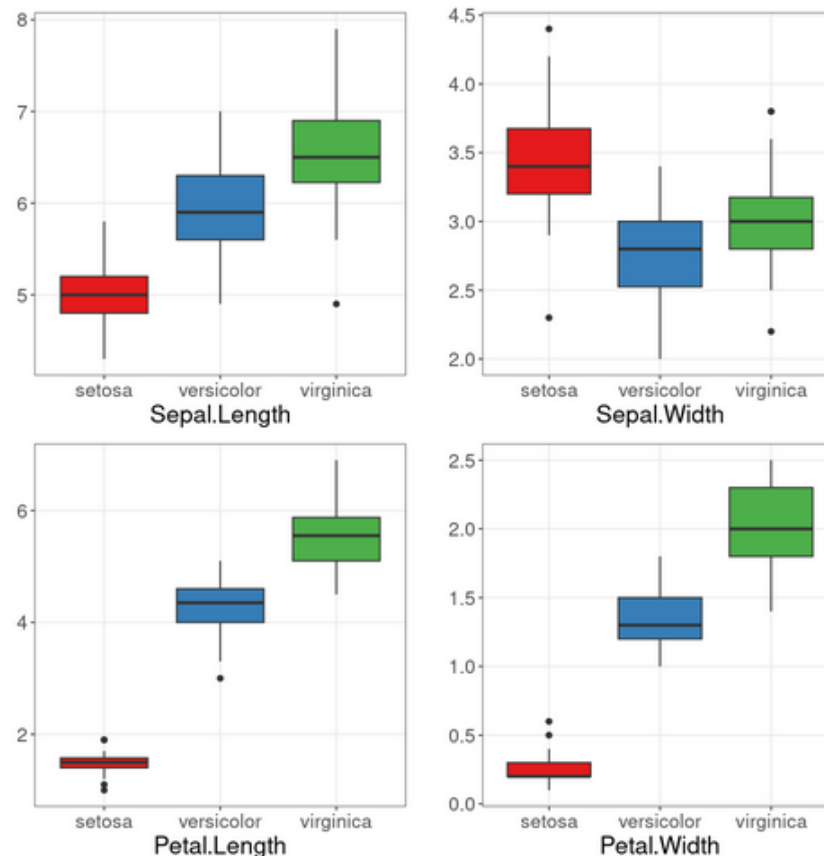 8
7
6
5
setosa versicolor virginica
Sepal.Length
4.5
4.0
3.5
3.0
2.5
2.0
setosa versicolor virginica
Sepal.Width
6
4
2
setosa versicolor virginica
Petal.Length
2.5
2.0
1.5
1.0
0.5
0.0
setosa versicolor virginica
Petal.Width